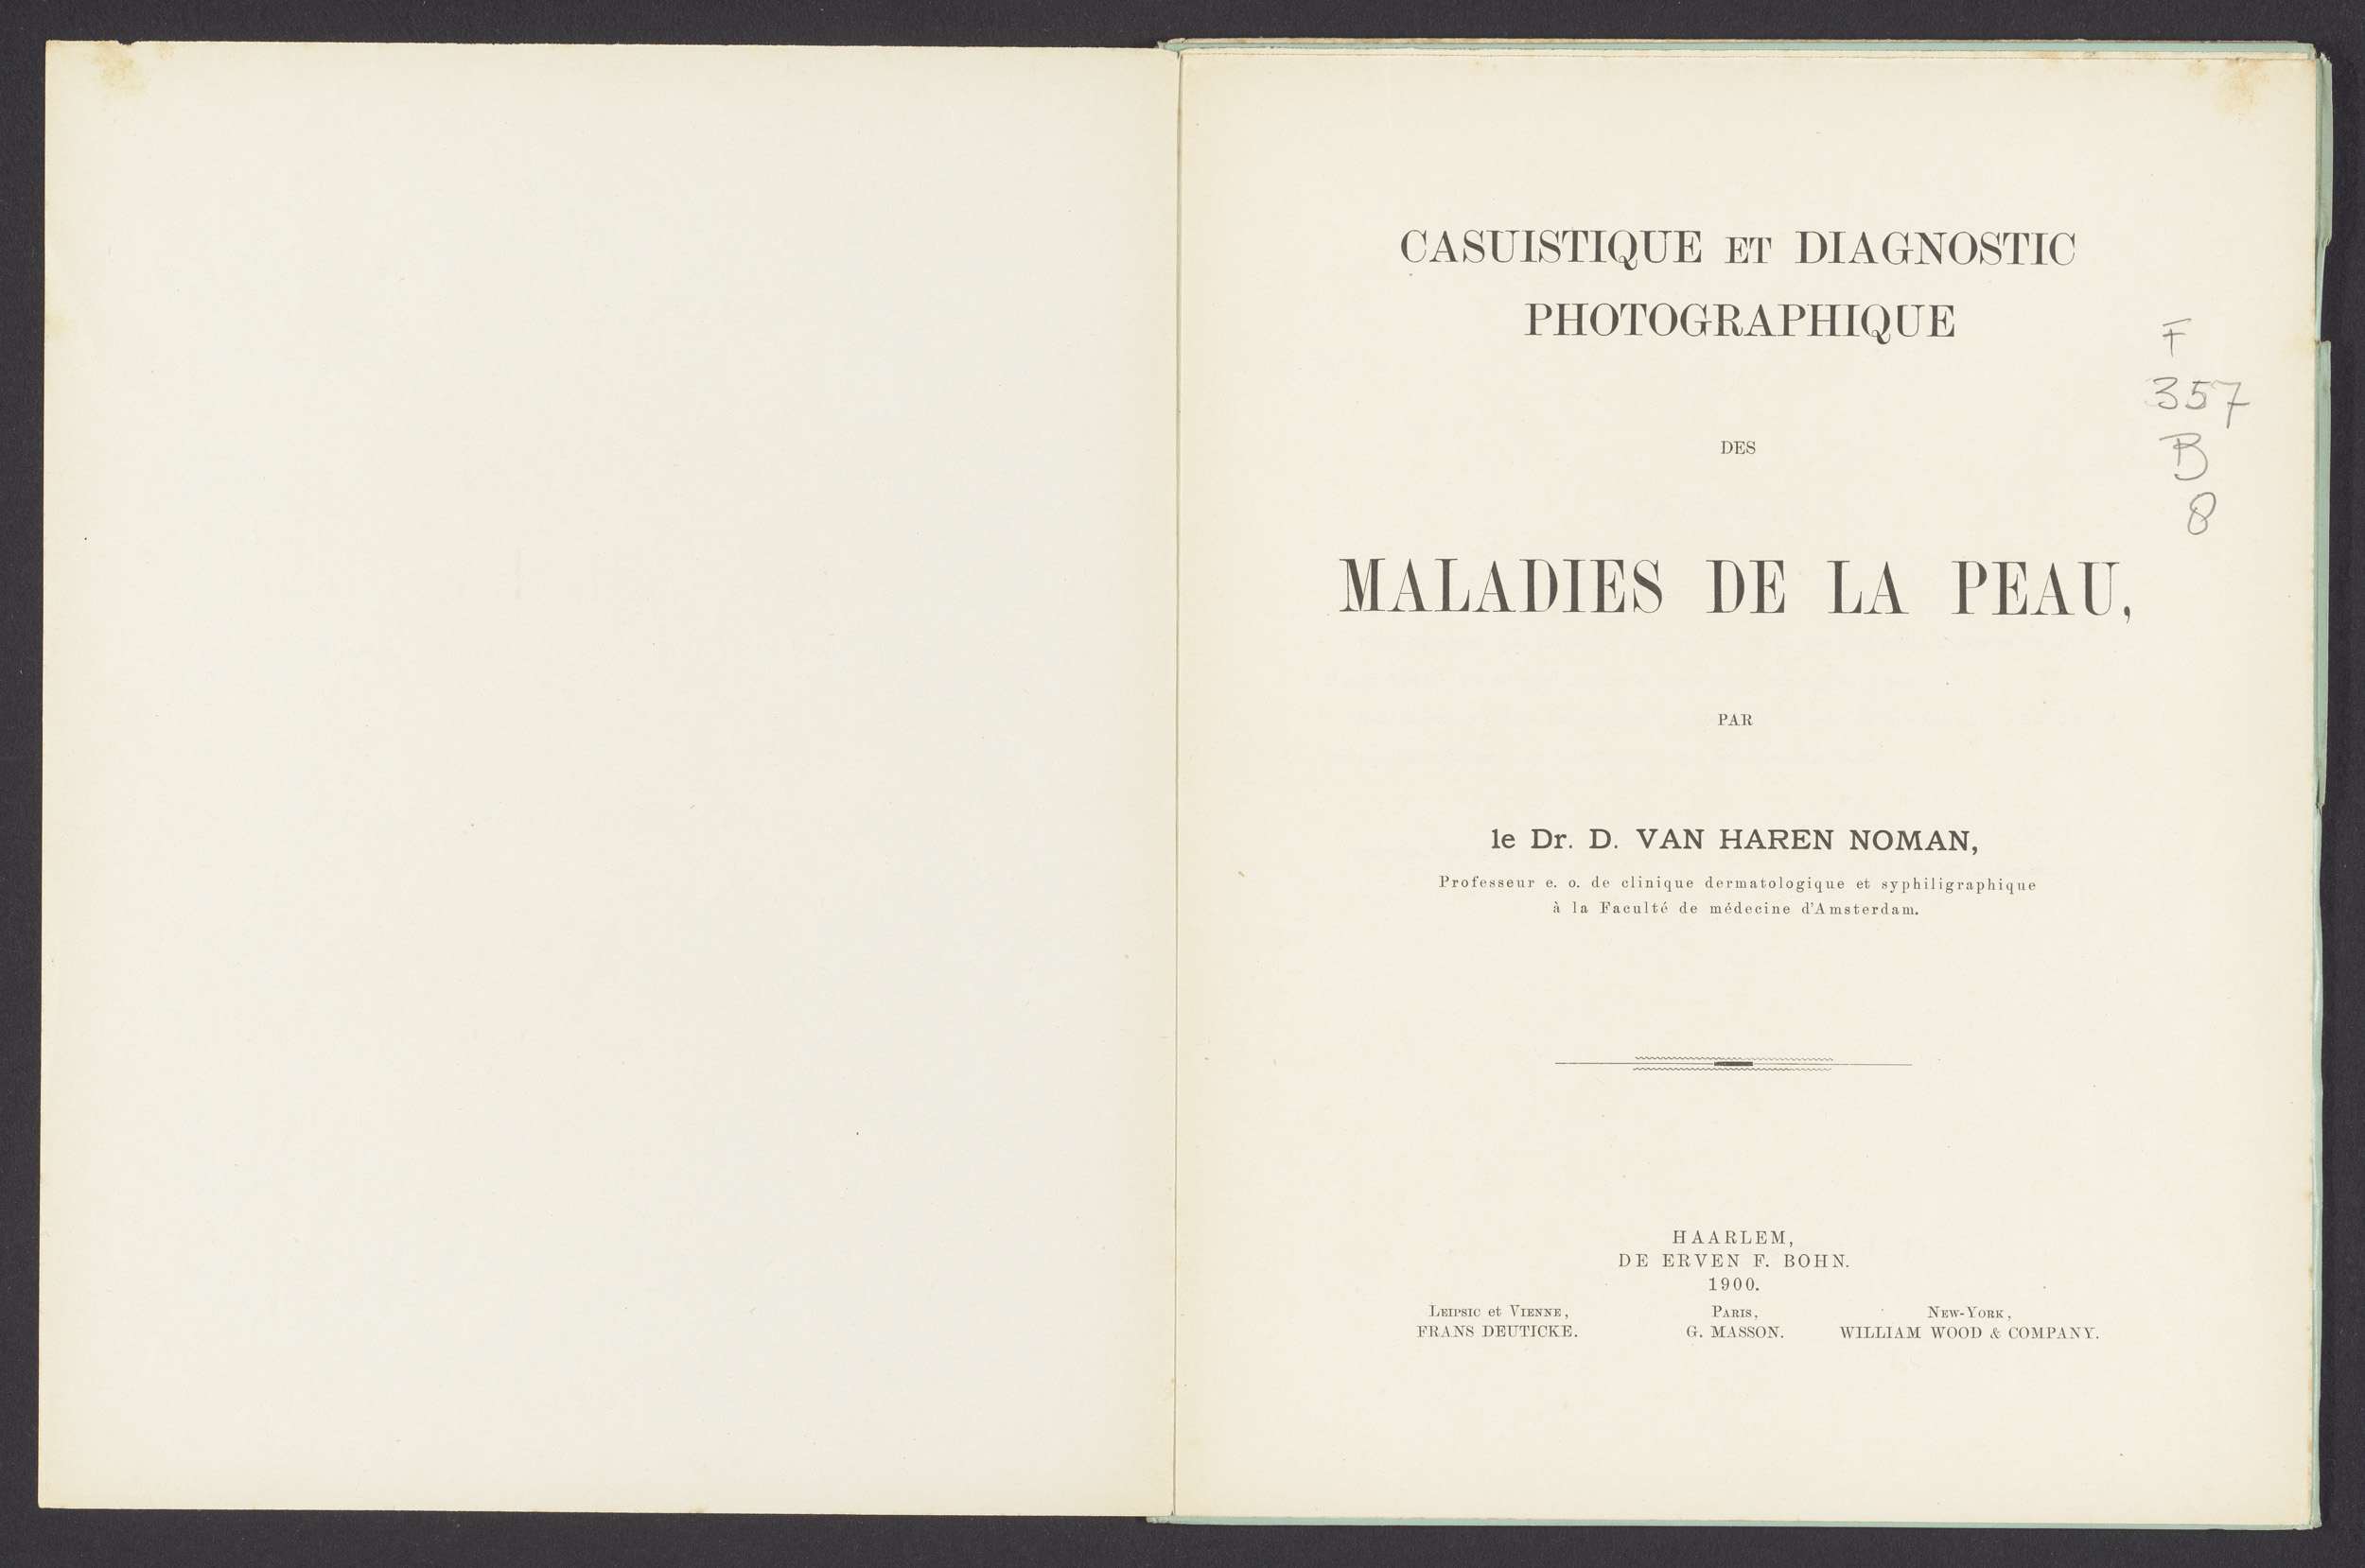 CASUISTIQUE ET DIAGNOSTIC
PHOTOGRAPHIQUE
F
357
B
8
DES
MALADIES DE LA PEAU,
PAR
le Dr. D. VAN HAREN NOMAN,
Professeur e. o. de clinique dermatologique et syphiligraphique
à la Faculté de médecine d'Amsterdam.
HAARLEM,
DE ERVEN F. BOHN.
1900.
LEIPSIC et VIENNE, PARIS, NEW-YORK,
FRANS DEUTICKE. G. MASSON. WILLIAM WOOD & COMPANY.